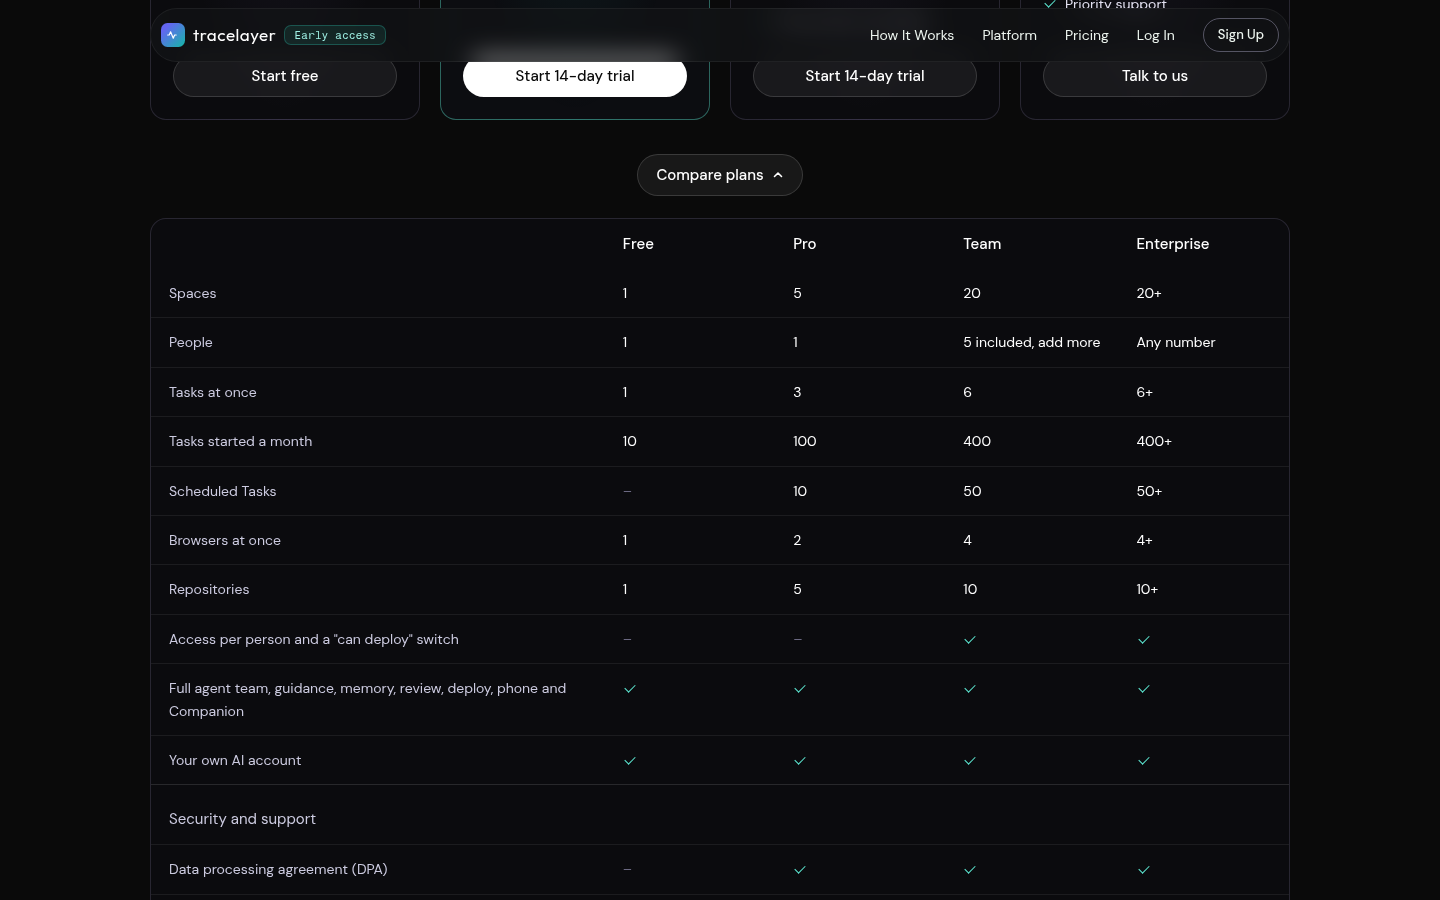 Priority support
tracelayer Early access How It Works Platform Pricing Log In Sign Up
Start free Start 14-day trial Start 14-day trial Talk to us
Compare plans
Free Pro Team Enterprise
Spaces 1 5 20 20+
People 1 1 5 included, add more Any number
Tasks at once 1 3 6 6+
Tasks started a month 10 100 400 400+
Scheduled Tasks – 10 50 50+
Browsers at once 1 2 4 4+
Repositories 1 5 10 10+
Access per person and a "can deploy" switch – – ✓ ✓
Full agent team, guidance, memory, review, deploy, phone and ✓ ✓ ✓ ✓
Companion
Your own AI account ✓ ✓ ✓ ✓
Security and support
Data processing agreement (DPA) – ✓ ✓ ✓